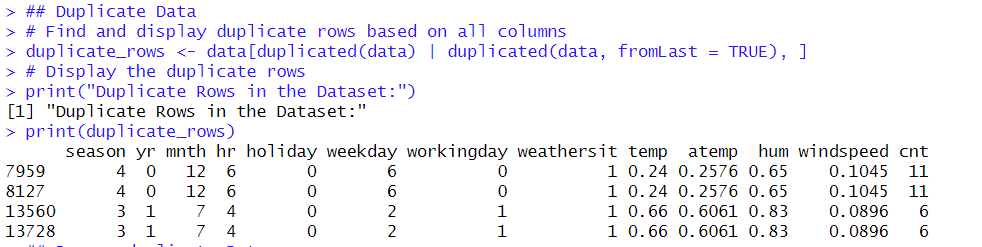 > ## Duplicate Data
> # Find and display duplicate rows based on all columns
> duplicate_rows <- data[duplicated(data) | duplicated(data, fromLast = TRUE), ]
> # Display the duplicate rows
> print("Duplicate Rows in the Dataset:")
[1] "Duplicate Rows in the Dataset:"
> print(duplicate_rows)
season yr mnth hr holiday weekday workingday weathersit temp atemp hum windspeed cnt
7959 4 0 12 6 0 6 0 1 0.24 0.2576 0.65 0.1045 11
8127 4 0 12 6 0 6 0 1 0.24 0.2576 0.65 0.1045 11
13560 3 1 7 4 0 2 1 1 0.66 0.6061 0.83 0.0896 6
13728 3 1 7 4 0 2 1 1 0.66 0.6061 0.83 0.0896 6